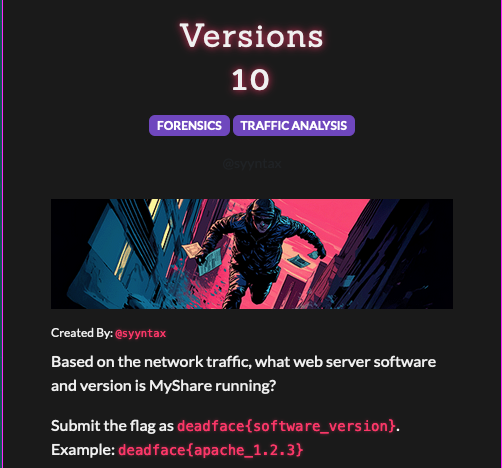 Versions
10
FORENSICS TRAFFIC ANALYSIS
@syyntax
Created By: @syyntax
Based on the network traffic, what web server software
and version is MyShare running?
Submit the flag as deadface{software_version}.
Example: deadface{apache_1.2.3}